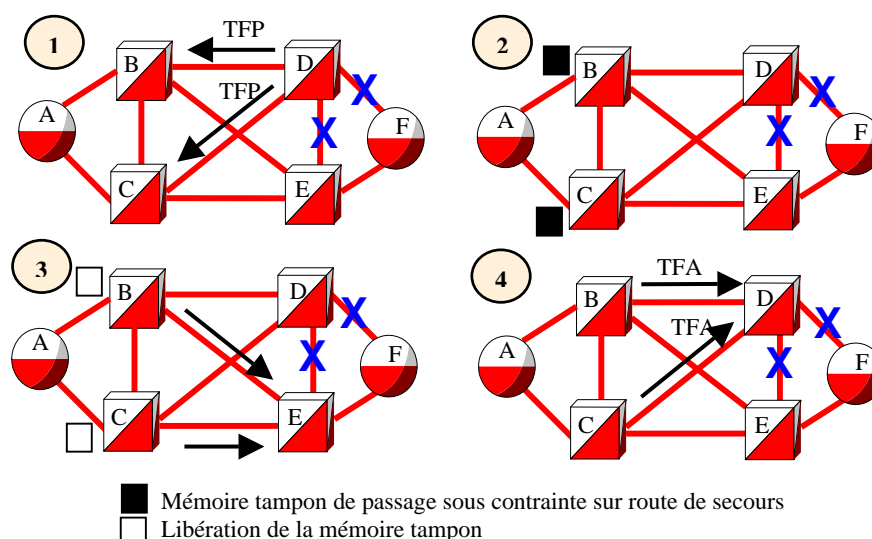 1
TFP
B
D
TFP
A
F
C
E
X
X
2
B
D
A
F
C
E
X
X
3
B
D
A
F
C
E
X
X
4
TFA
B
D
TFA
A
F
C
E
X
X
Mémoire tampon de passage sous contrainte sur route de secours
Libération de la mémoire tampon